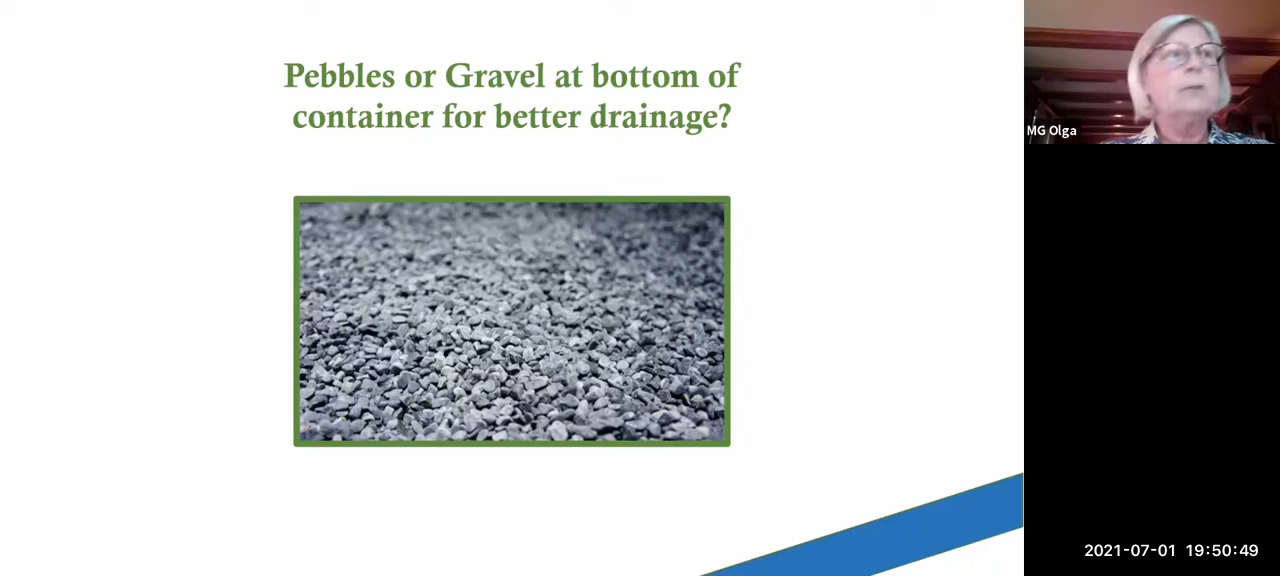 Pebbles or Gravel at bottom of
container for better drainage?
MG Olga
2021-07-01 19:50:49